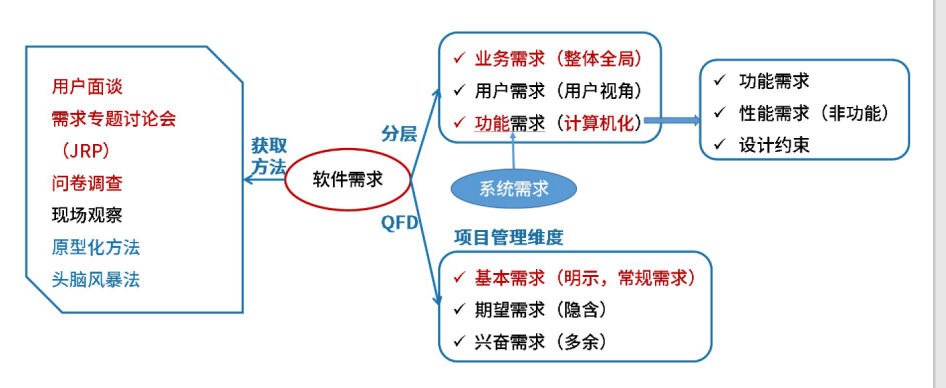 用户面谈
需求专题讨论会
（JRP）
问卷调查
现场观察
原型化方法
头脑风暴法
获取
方法
软件需求
分层
QFD
业务需求（整体全局）
用户需求（用户视角）
功能需求（计算机化）
系统需求
功能需求
性能需求（非功能）
设计约束
项目管理维度
基本需求（明示，常规需求）
期望需求（隐含）
兴奋需求（多余）